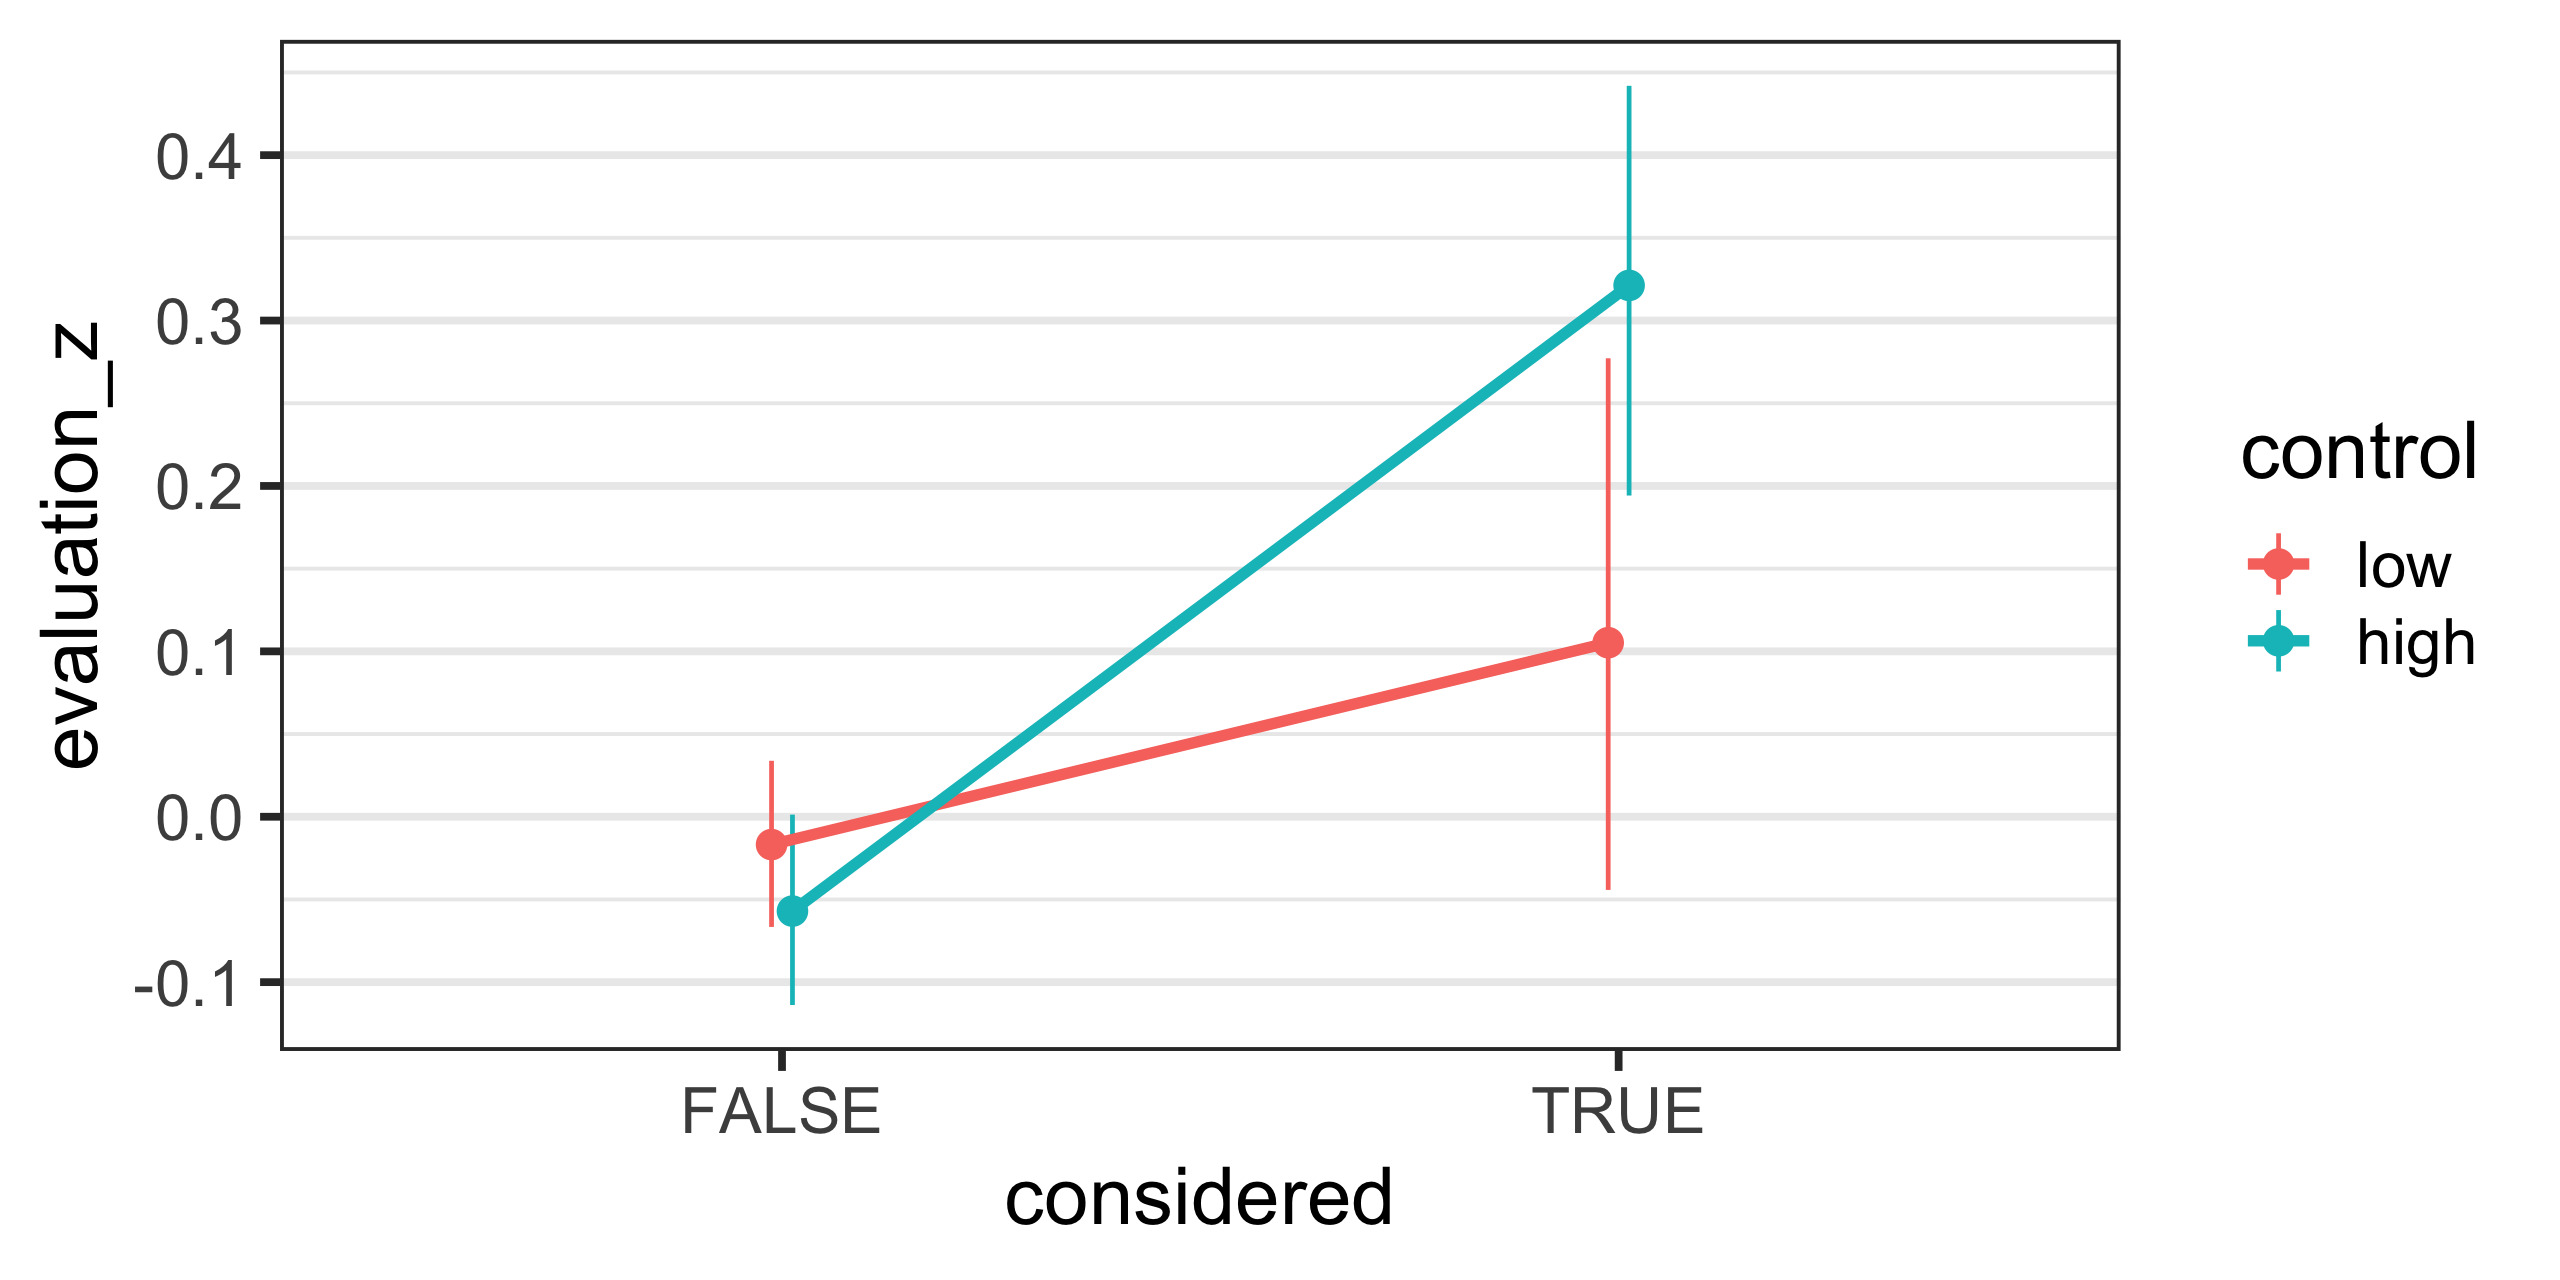 evaluation_z
0.4
0.3
0.2
0.1
0.0
-0.1
FALSE
TRUE
considered
control
low
high